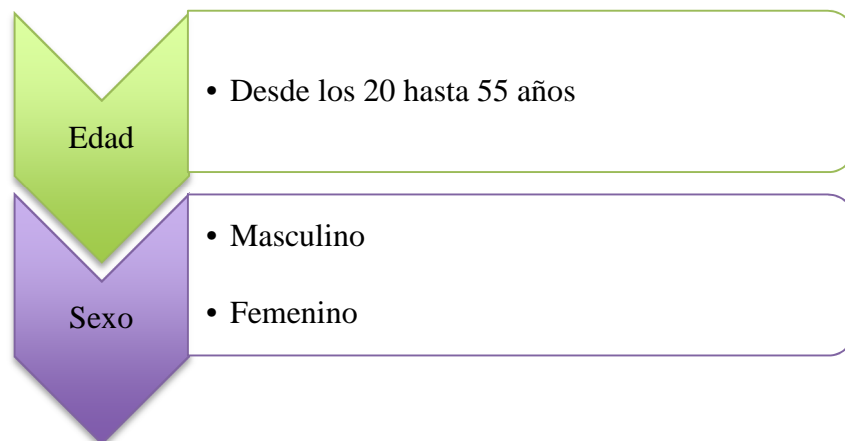 Edad
• Desde los 20 hasta 55 años
Sexo
• Masculino
• Femenino